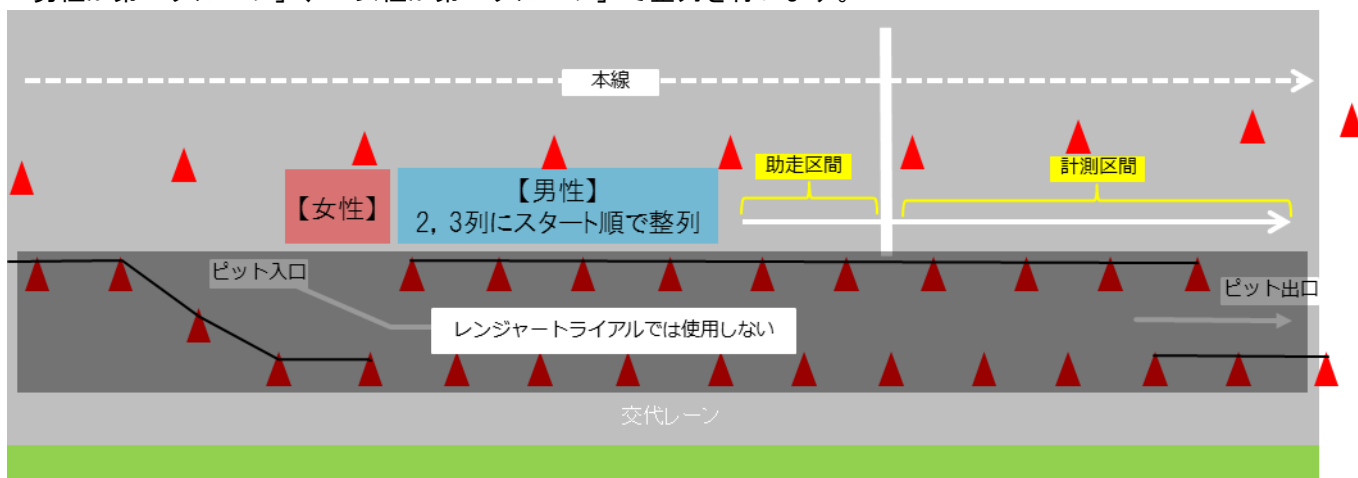 本線
助走区間
計測区間
【女性】
【男性】
2, 3列にスタート順で整列
ピット入口
ピット出口
レンジャートライアルでは使用しない
交代レーン